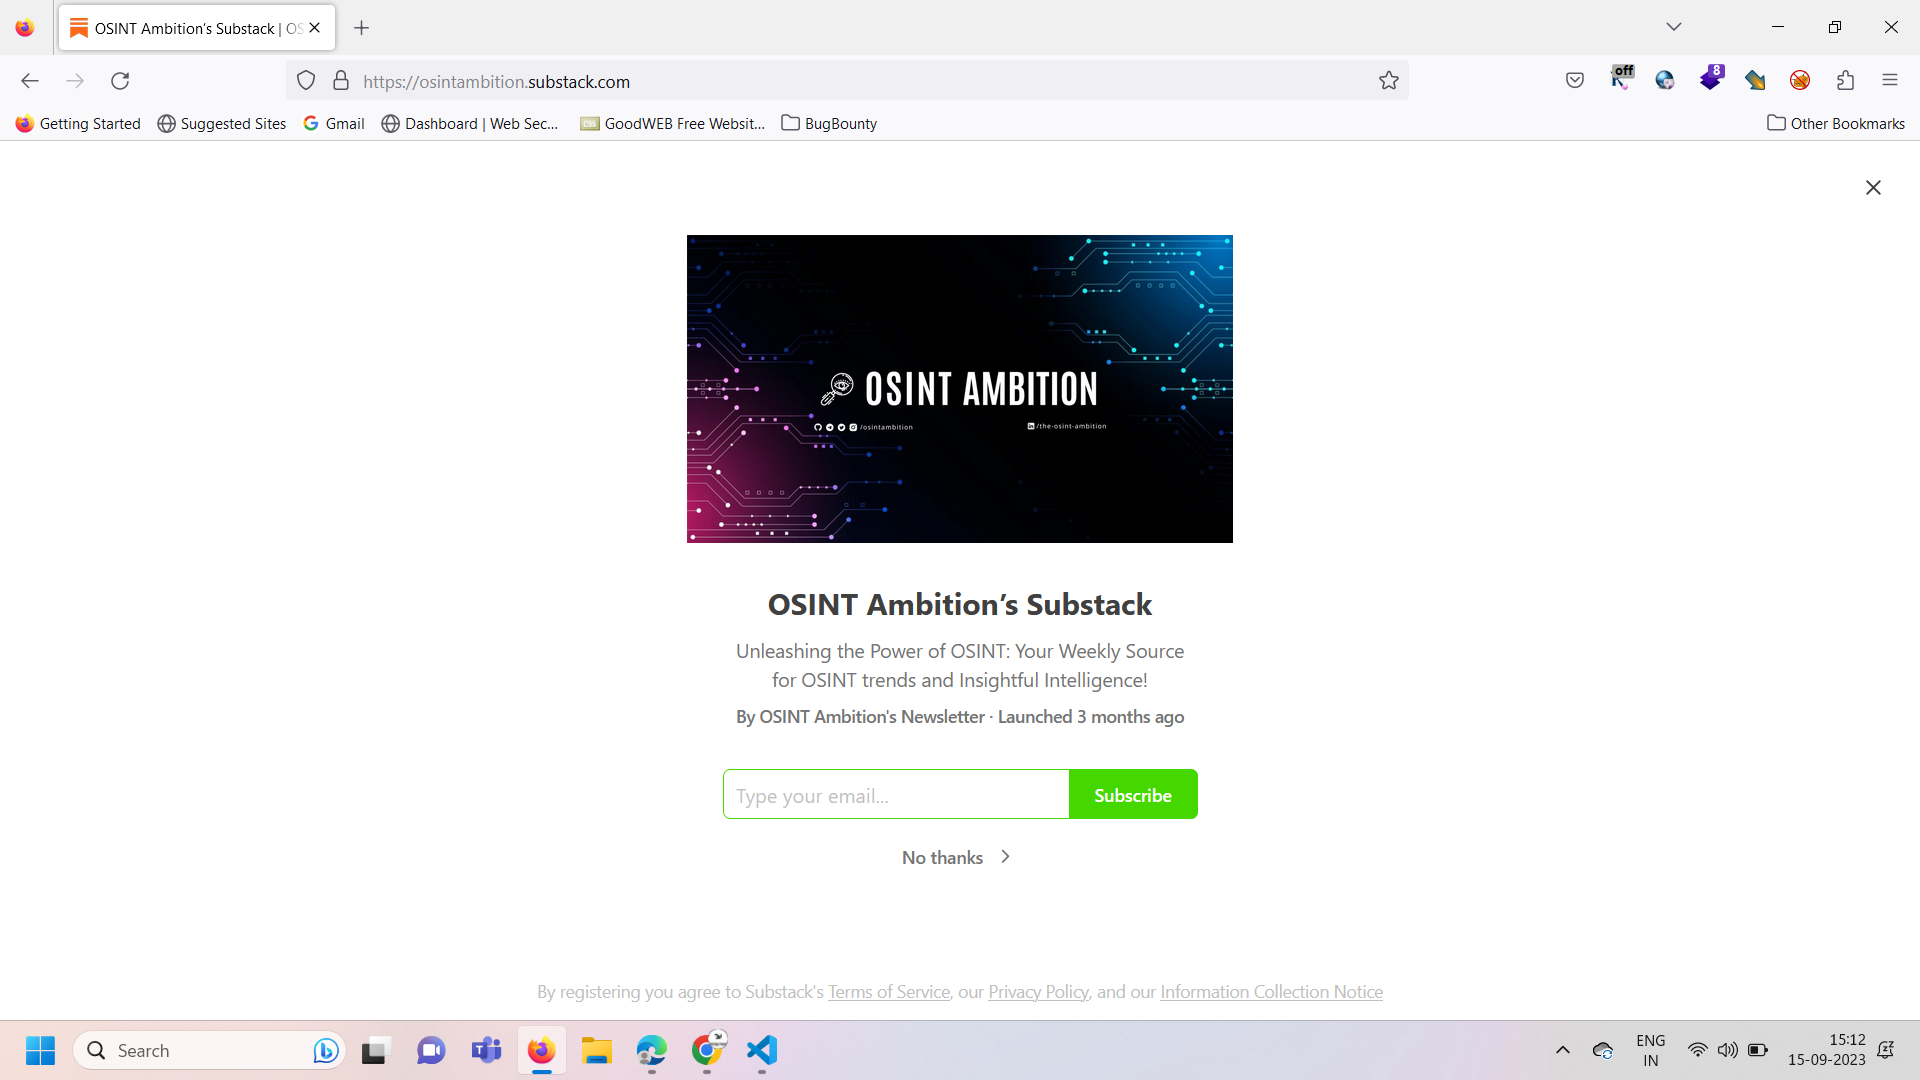 OSINT Ambition’s Substack | OS
https://osintambition.substack.com
off
8
Getting Started
Suggested Sites
Gmail
Dashboard | Web Sec...
GoodWEB Free Websit...
BugBounty
Other Bookmarks
OSINT AMBITION
/osintambition
/the-osint-ambition
OSINT Ambition’s Substack
Unleashing the Power of OSINT: Your Weekly Source
for OSINT trends and Insightful Intelligence!
By OSINT Ambition's Newsletter · Launched 3 months ago
Type your email...
Subscribe
No thanks
By registering you agree to Substack's Terms of Service, our Privacy Policy, and our Information Collection Notice
Search
ENG
IN
15:12
15-09-2023